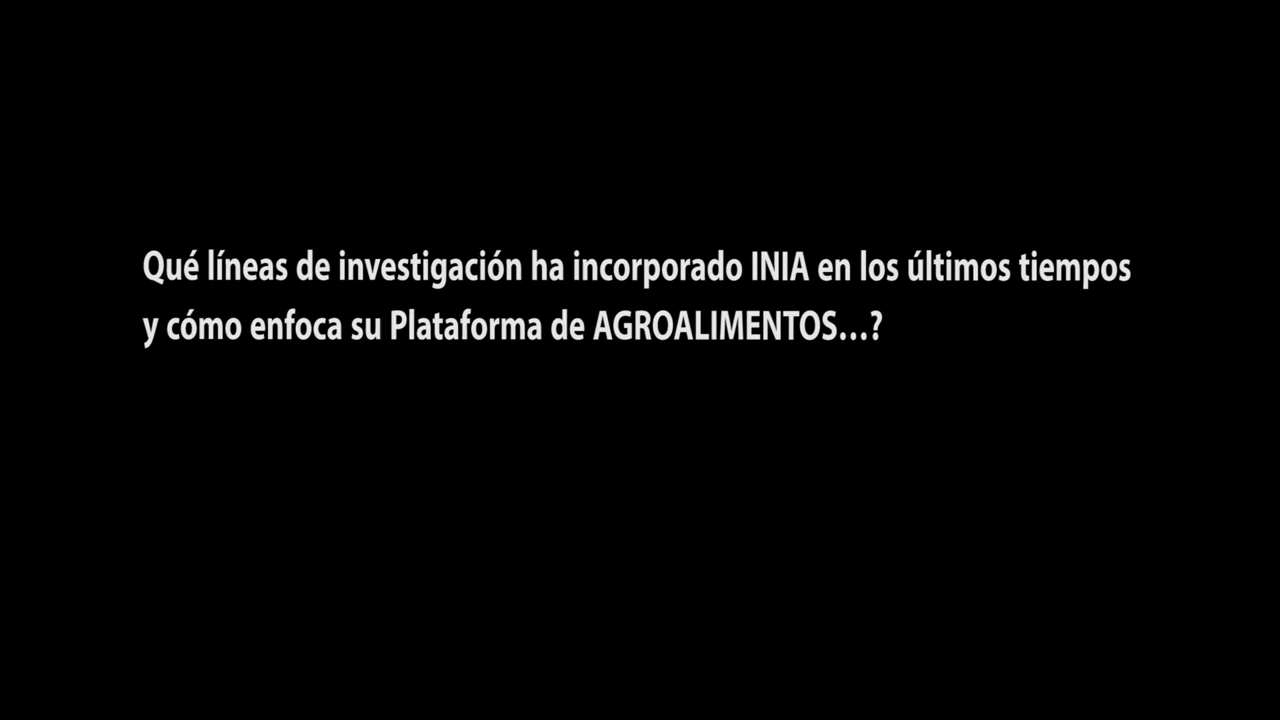 Qué líneas de investigación ha incorporado INIA en los últimos tiempos
y cómo enfoca su Plataforma de AGROALIMENTOS...?